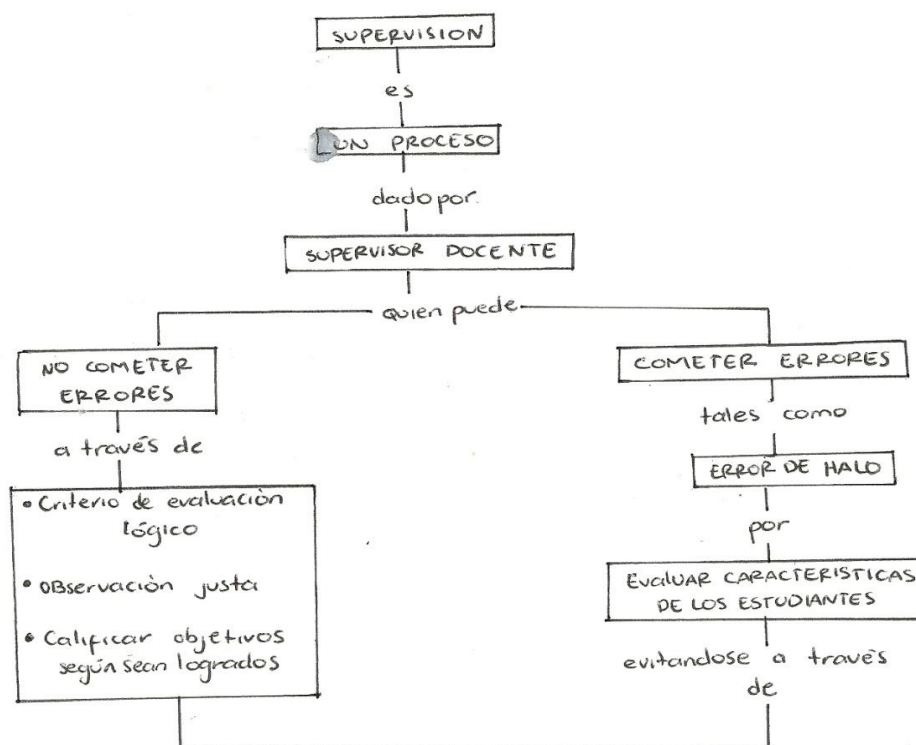 SUPERVISION
es
UN PROCESO
dado por
SUPERVISOR DOCENTE
quien puede
NO COMETER
ERRORES
a través de
• Criterio de evaluación
lógico
• OBservación justa
• Calificar objetivos
según sean logrados
COMETER ERRORES
tales como
ERROR DE HALO
por
EVALUAR CARACTERISTICAS
DE LOS ESTUDIANTES
evitandose a través
de